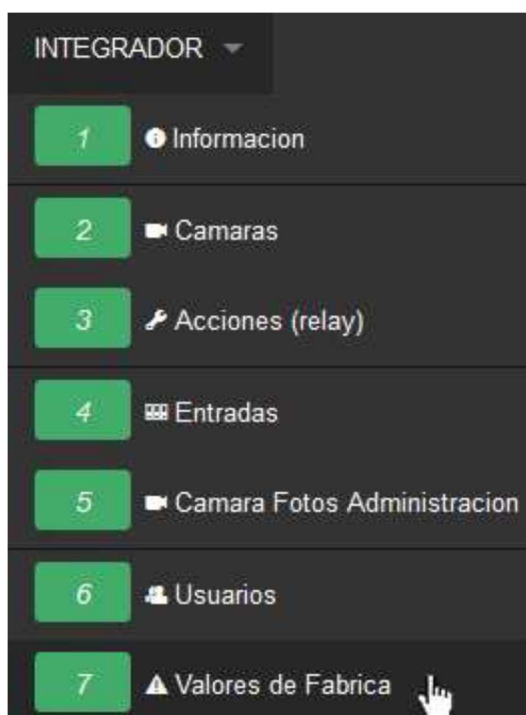 INTEGRADOR
1 Informacion
2 Camaras
3 Acciones (relay)
4 Entradas
5 Camara Fotos Administracion
6 Usuarios
7 Valores de Fabrica